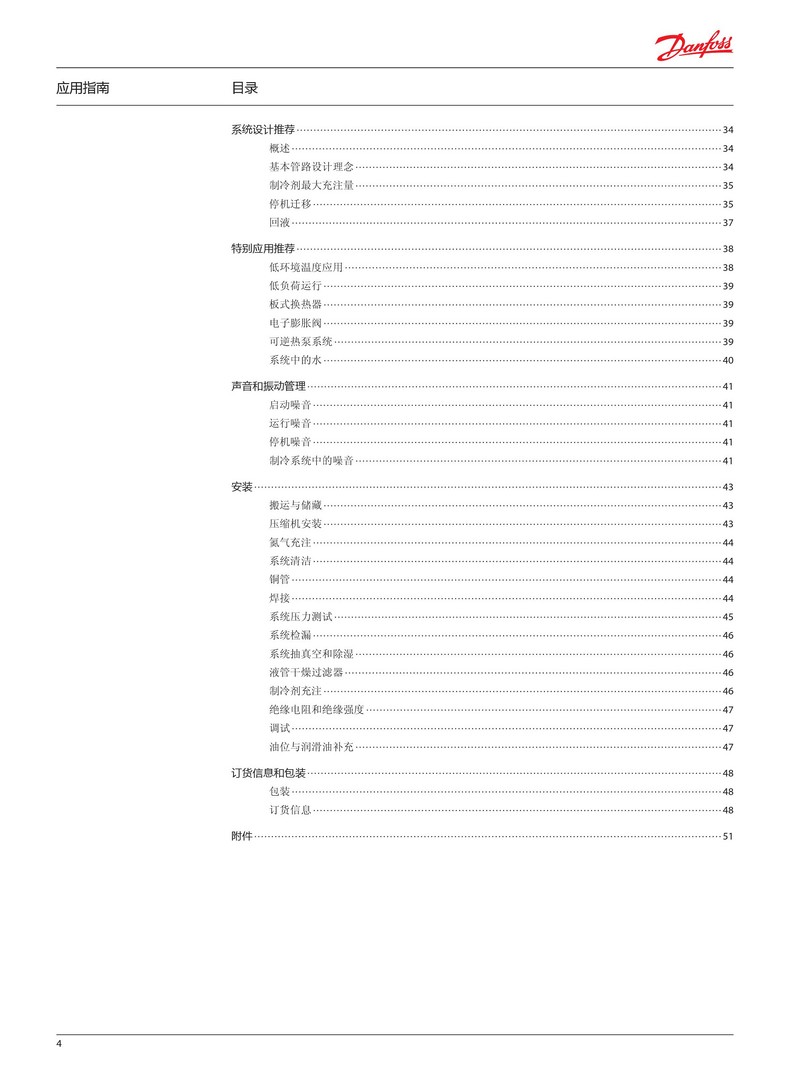 Danfoss
应用指南 目录
系统设计推荐 34
概述 34
基本管路设计理念 34
制冷剂最大充注量 35
停机迁移 35
回液 37
特别应用推荐 38
低环境温度应用 38
低负荷运行 39
板式换热器 39
电子膨胀阀 39
可逆热泵系统 39
系统中的水 40
声音和振动管理 41
启动噪音 41
运行噪音 41
停机噪音 41
制冷系统中的噪音 41
安装 43
搬运与储藏 43
压缩机安装 43
氮气充注 44
系统清洁 44
铜管 44
焊接 44
系统压力测试 45
系统检漏 46
系统抽真空和除湿 46
液管干燥过滤器 46
制冷剂充注 46
绝缘电阻和绝缘强度 47
调试 47
油位与润滑油补充 47
订货信息和包装 48
包装 48
订货信息 48
附件 51
4